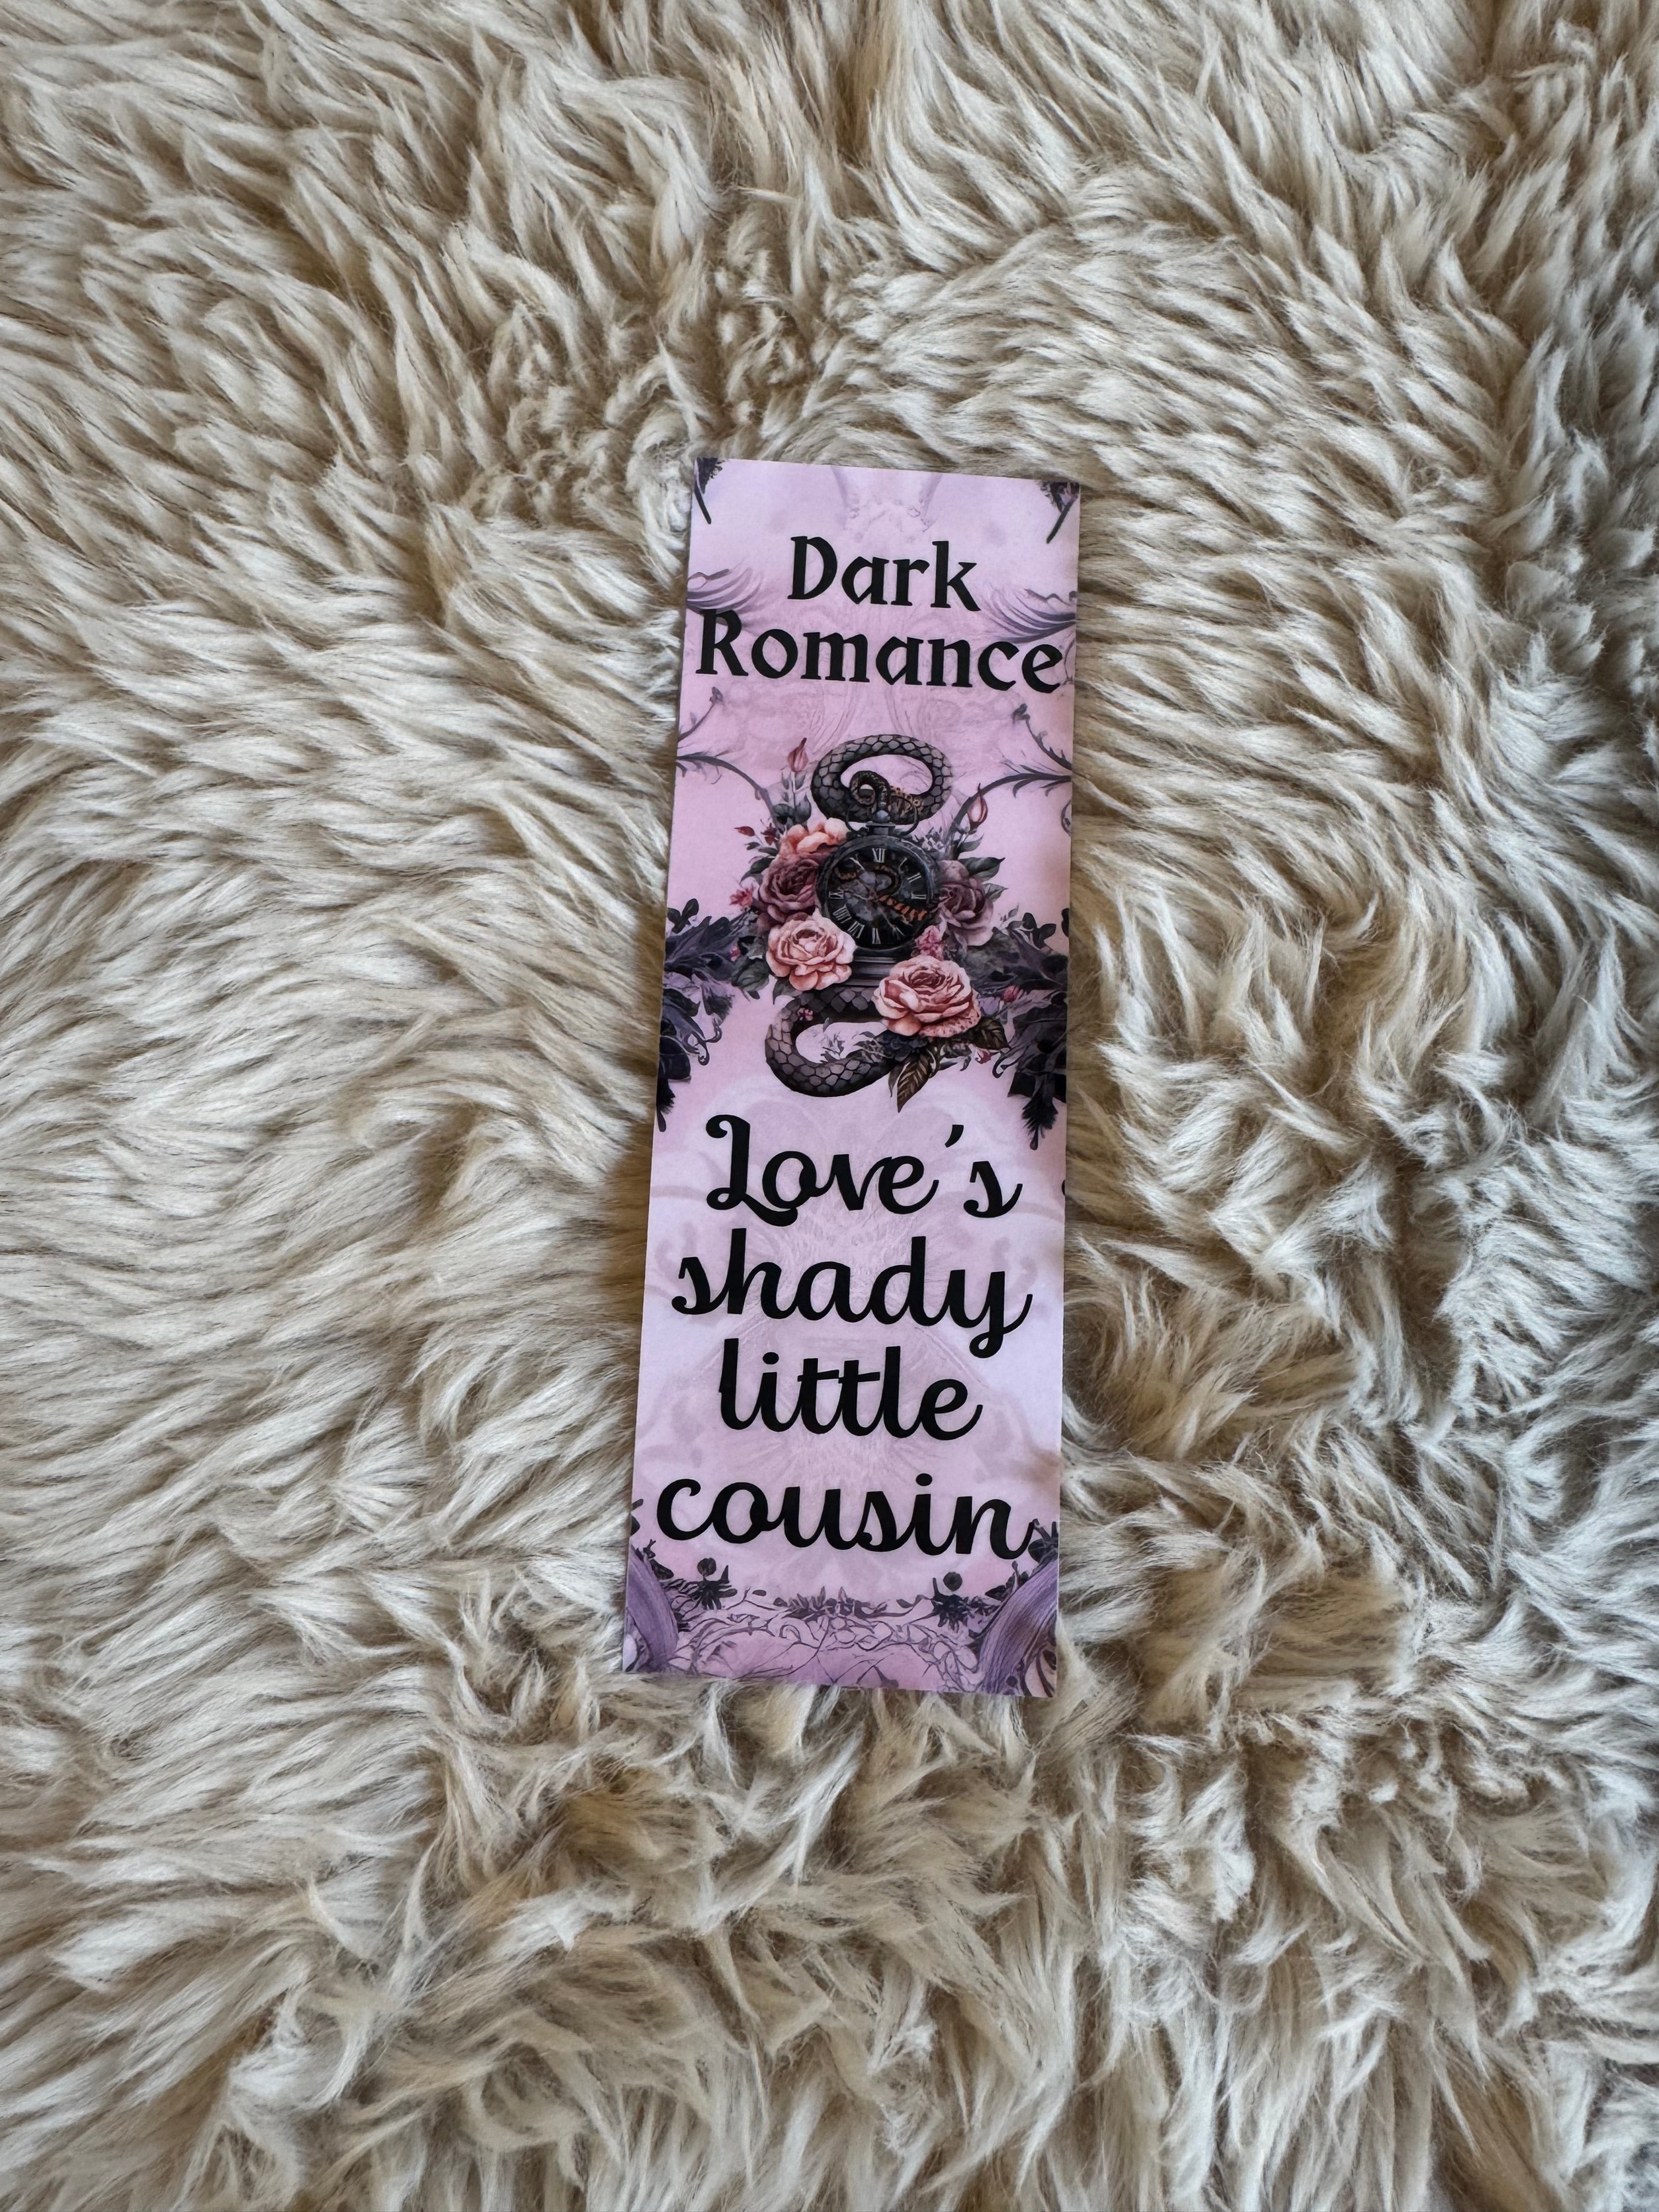 Dark
Romance
Love's
shady
little
cousin